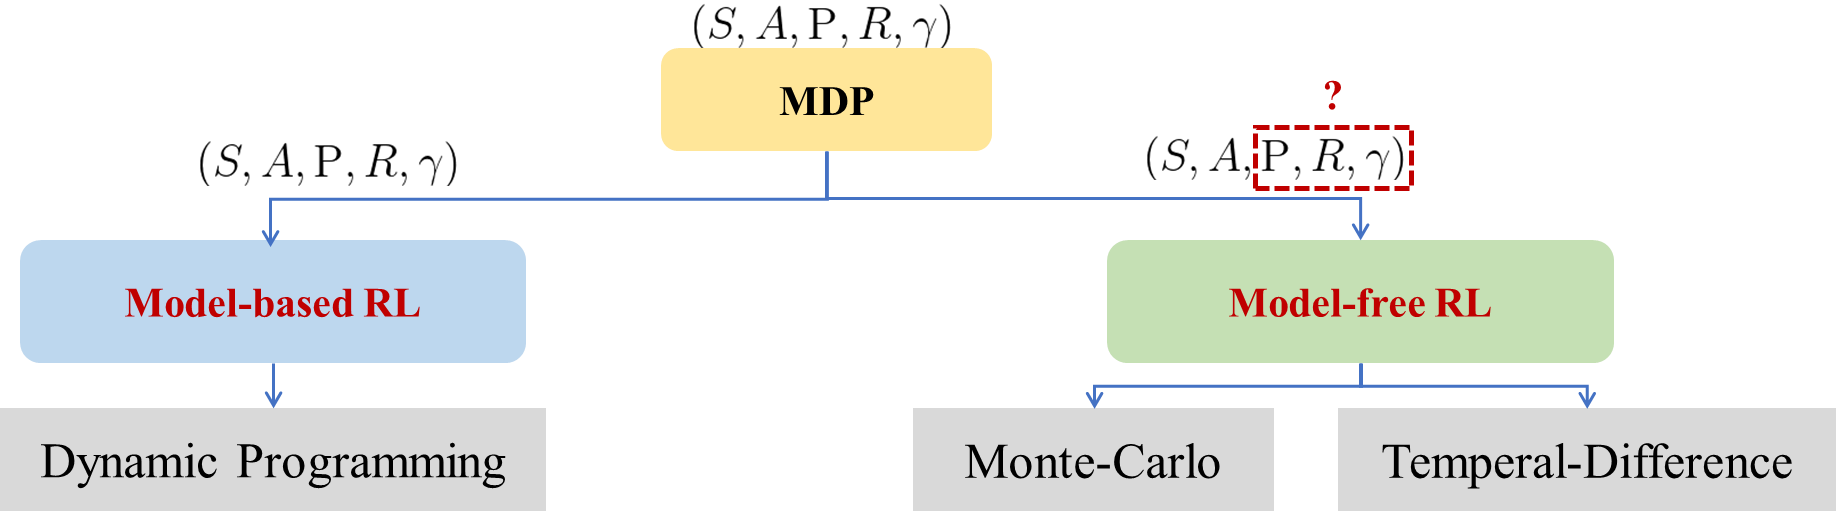 (S, A, P, R, γ)
MDP
?
(S, A, P, R, γ)
(S, A, P, R, γ)
Model-based RL
Model-free RL
Dynamic Programming
Monte-Carlo
Temperal-Difference